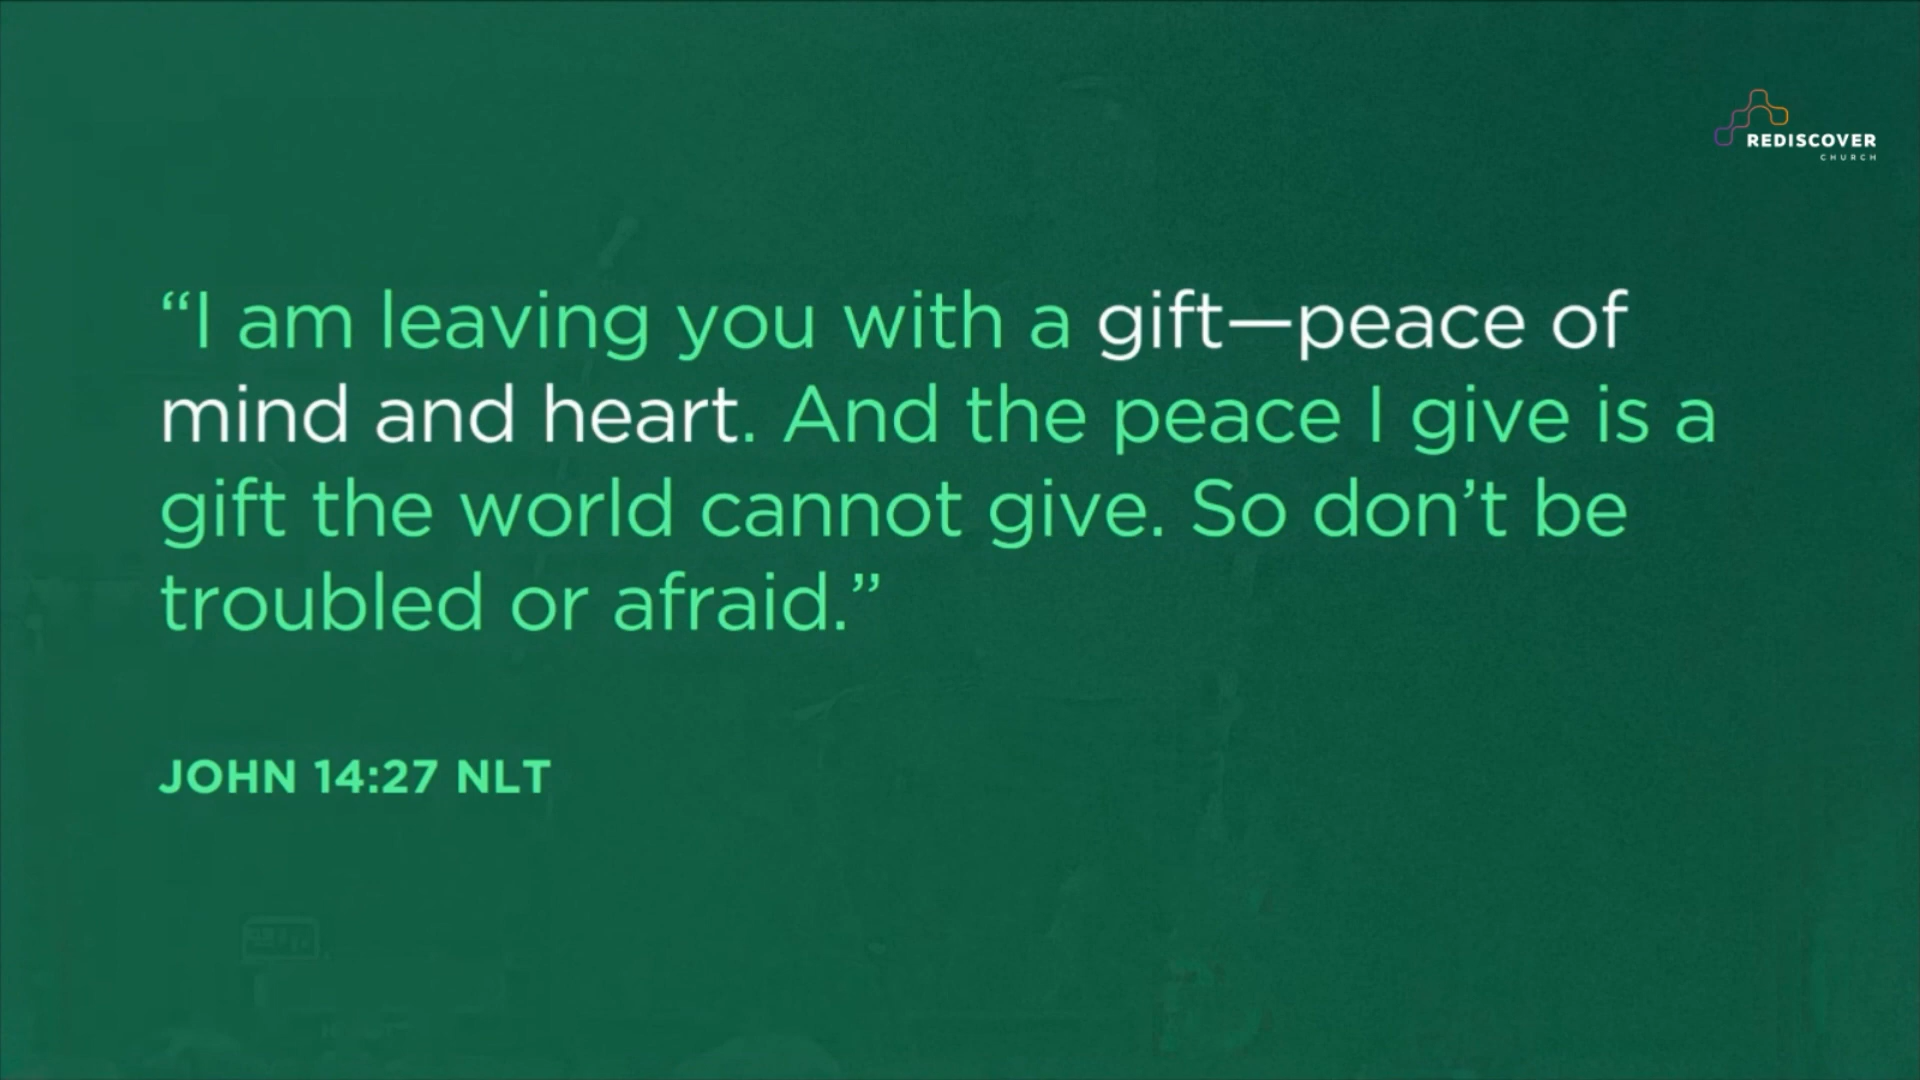 REDISCOVER
CHURCH
“I am leaving you with a gift—peace of
mind and heart. And the peace I give is a
gift the world cannot give. So don’t be
troubled or afraid.”
JOHN 14:27 NLT